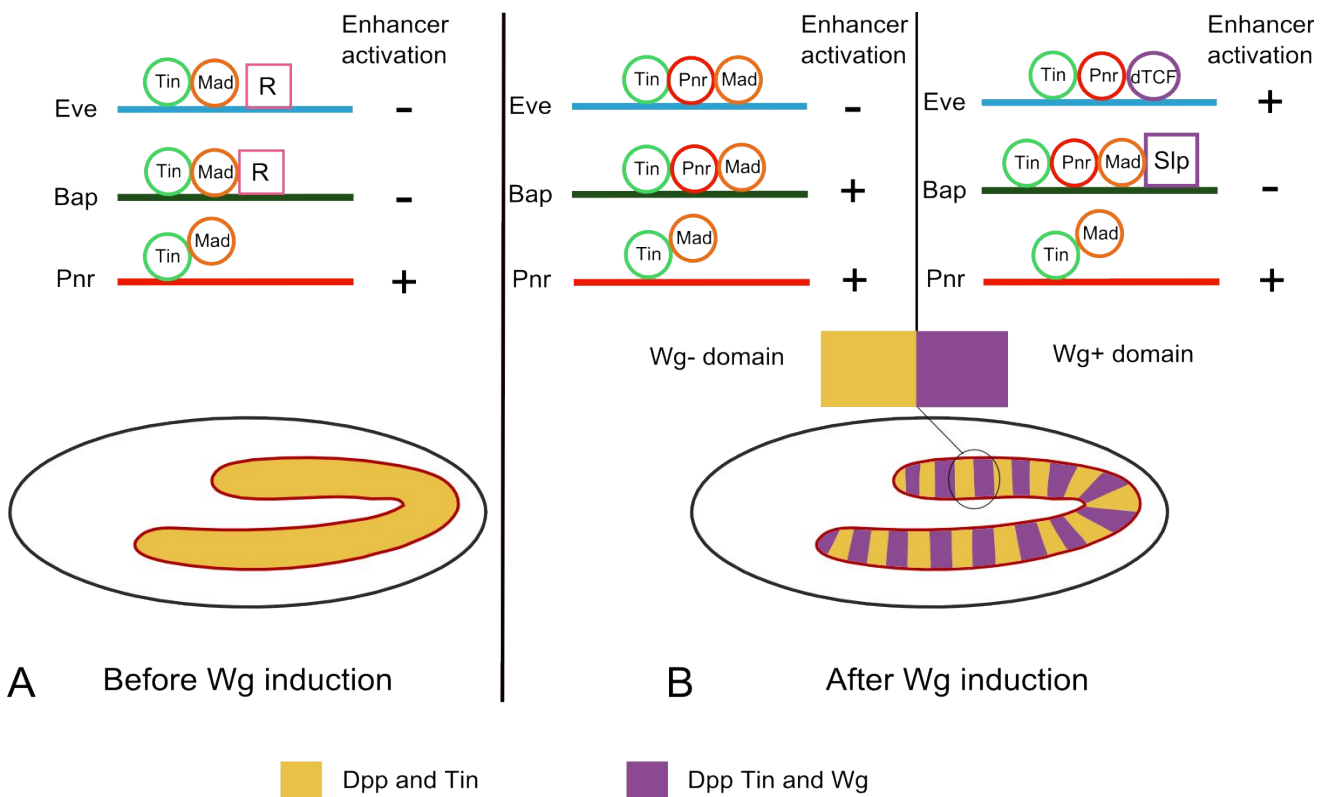 Enhancer
activation
Tin Mad R
Eve -
Tin Mad R
Bap -
Tin Mad
Pnr +
Enhancer
activation
Tin Pnr Mad
Eve -
Tin Pnr Mad
Bap +
Tin Mad
Pnr +
Enhancer
activation
Tin Pnr dTCF
Eve +
Tin Pnr Mad Slp
Bap -
Tin Mad
Pnr +
Wg- domain
Wg+ domain
A Before Wg induction
B After Wg induction
Dpp and Tin
Dpp Tin and Wg